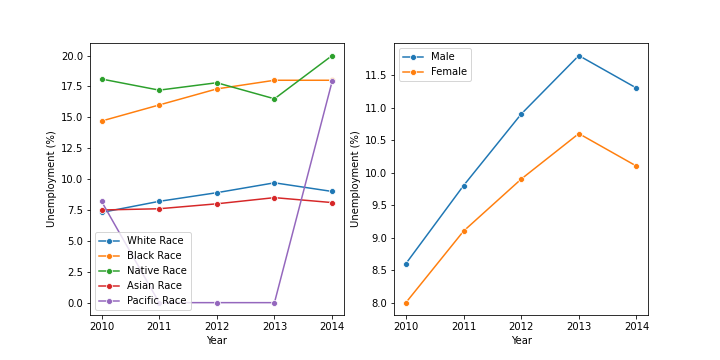 20.0
17.5
15.0
12.5
10.0
7.5
5.0
2.5
0.0
Unemployment (%)
White Race
Black Race
Native Race
Asian Race
Pacific Race
2010 2011 2012 2013 2014
Year
11.5
11.0
10.5
10.0
9.5
9.0
8.5
8.0
Unemployment (%)
Male
Female
2010 2011 2012 2013 2014
Year